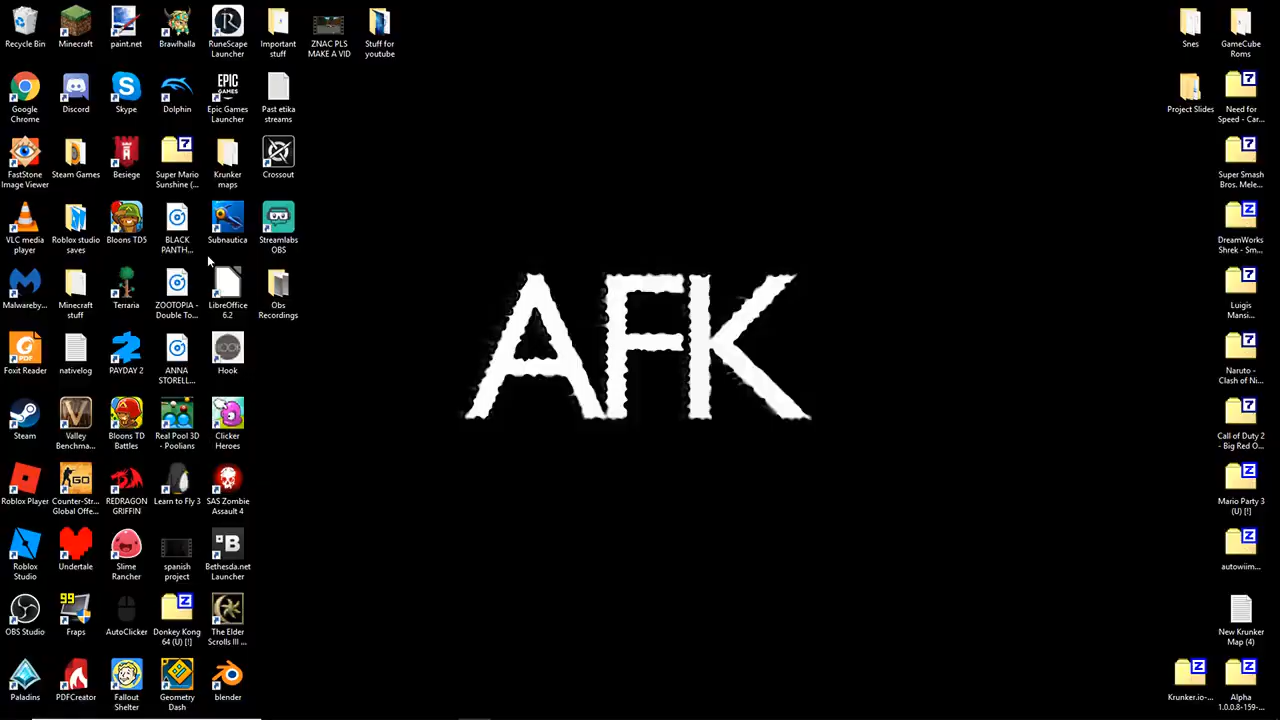 Recycle Bin
Minecraft
paint.net
Brawlhalla
RuneScape
Launcher
Important
stuff
ZNAC PLS
MAKE A VID
Stuff for
youtube
Snes
GameCube
Roms
Google
Chrome
Discord
Skype
Dolphin
EPIC
GAMES
Epic Games
Launcher
Past etika
streams
Project Slides
Need for
Speed - Car...
FastStone
Image Viewer
Steam Games
Besiege
Super Mario
Sunshine (...
Krunker
maps
Crossout
Super Smash
Bros. Mele...
VLC media
player
Roblox studio
saves
Bloons TD5
BLACK
PANTH...
Subnautica
Streamlabs
OBS
DreamWorks
Shrek - Sm...
Malwareby...
Minecraft
stuff
Terraria
ZOOTOPIA -
Double To...
LibreOffice
6.2
Obs
Recordings
AFK
Luigis
Mansi...
Foxit Reader
nativelog
PAYDAY 2
ANNA
STORELL...
Hook
Naruto -
Clash of Ni...
Steam
Valley
Benchma...
Bloons TD
Battles
Real Pool 3D
- Poolians
Clicker
Heroes
Call of Duty 2
- Big Red O...
Roblox Player
GO
Counter-Str...
Global Offe...
REDRAGON
GRIFFIN
Learn to Fly 3
SAS Zombie
Assault 4
Mario Party 3
(U) [!]
Roblox
Studio
Undertale
Slime
Rancher
spanish
project
Bethesda.net
Launcher
autowiim...
OBS Studio
99
Fraps
AutoClicker
Donkey Kong
64 (U) [!]
The Elder
Scrolls III ...
New Krunker
Map (4)
Paladins
PDFCreator
Fallout
Shelter
Geometry
Dash
blender
Krunker.io-...
Alpha
1.0.0.8-159-...